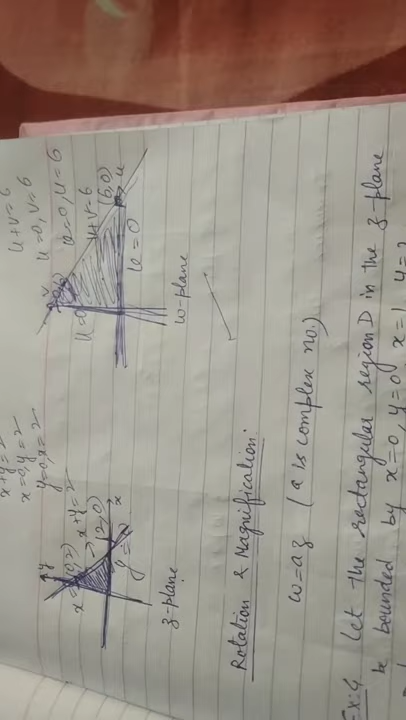 x+y=2
x=0, y=2
y=0, x=2
u+v=6
u=0, v=6
v=0, u=6
y
(0,2)
x+y=2
(2,0)
x
z-plane
u=0
u+v=6
(6,0)
u
v=0
w-plane
Rotation & Magnification:
w=az (a is complex no.)
Ex:4 Let the rectangular region D in the z-plane
be bounded by x=0, y=0, x=1, y=2